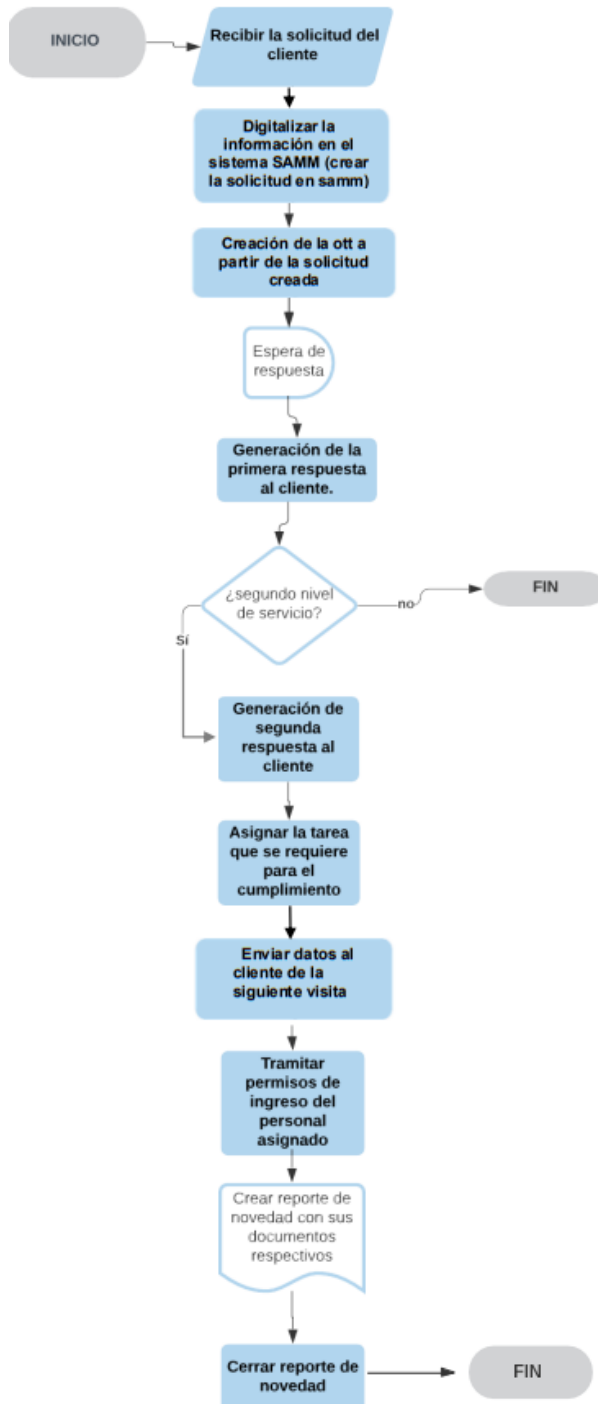 INICIO
Recibir la solicitud del
cliente
Digitalizar la
información en el
sistema SAMM (crear
la solicitud en samm)
Creación de la ott a
partir de la solicitud
creada
Espera de
respuesta
Generación de la
primera respuesta
al cliente.
¿segundo nivel
de servicio?
no
FIN
Sí
Generación de
segunda
respuesta al
cliente
Asignar la tarea
que se requiere
para el
cumplimiento
Enviar datos al
cliente de la
siguiente visita
Tramitar
permisos de
ingreso del
personal
asignado
Crear reporte de
novedad con sus
documentos
respectivos
Cerrar reporte de
novedad
FIN